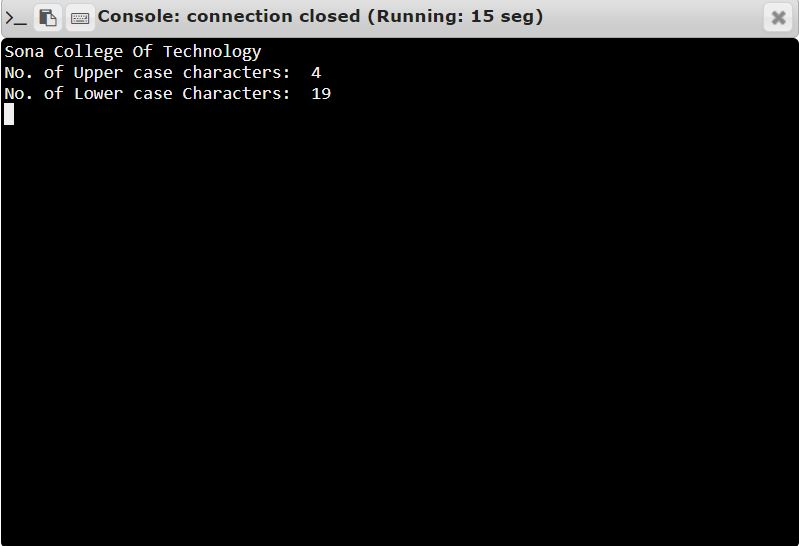 >_ Console: connection closed (Running: 15 seg)
Sona College Of Technology
No. of Upper case characters:  4
No. of Lower case Characters:  19